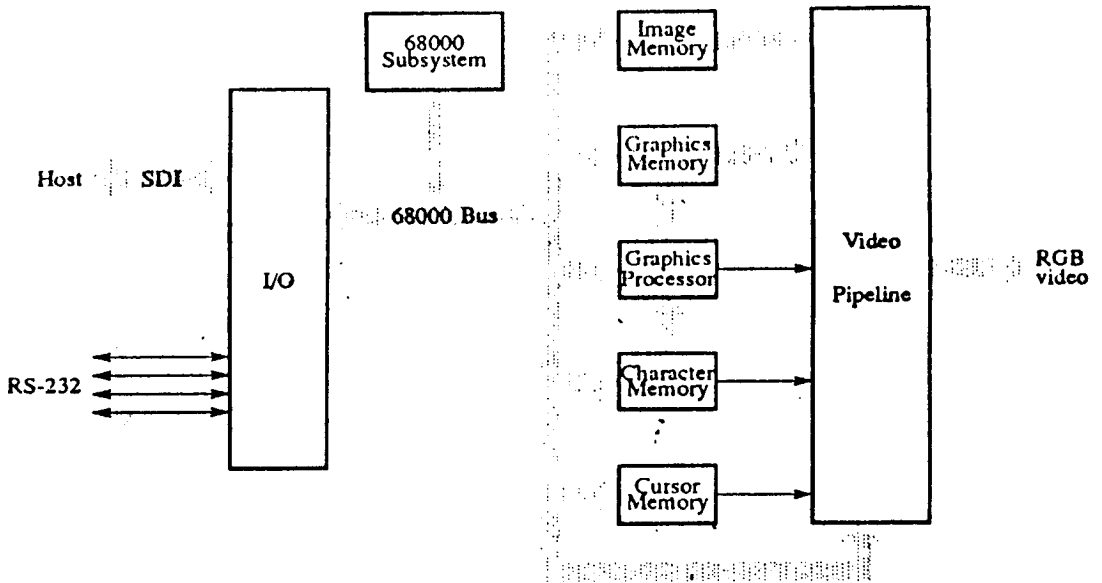 68000
Subsystem
Image
Memory
Host
SDI
Graphics
Memory
68000 Bus
I/O
Graphics
Processor
Video
Pipeline
RGB
video
RS-232
Character
Memory
Cursor
Memory